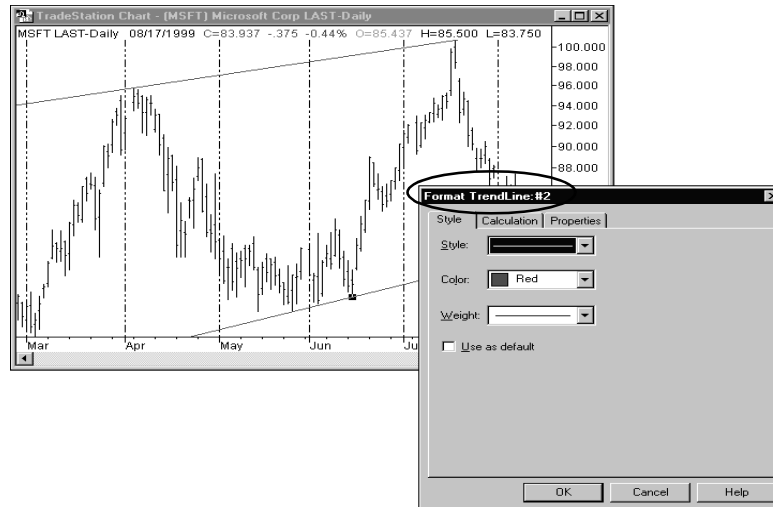 TradeStation Chart - (MSFT) Microsoft Corp LAST-Daily
MSFT LAST-Daily 08/17/1999 C=83.937 -.375 -0.44% O=85.437 H=85.500 L=83.750
100.000
98.000
96.000
94.000
92.000
90.000
88.000
Mar Apr May Jun Ju
Format TrendLine:#2
Style Calculation Properties
Style:
Color: Red
Weight:
Use as default
OK Cancel Help